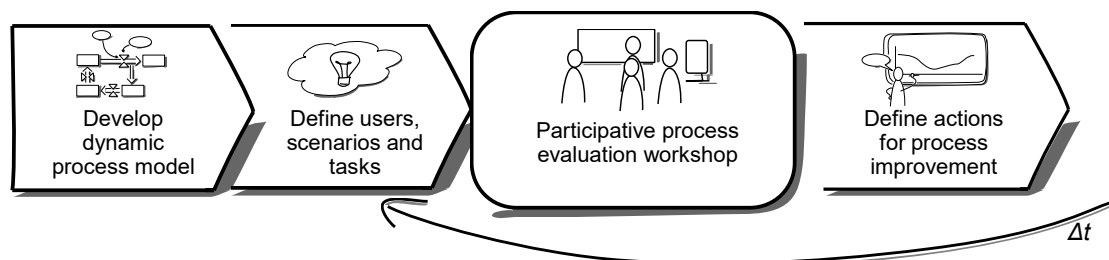 Develop
dynamic
process model
Define users,
scenarios and
tasks
Participative process
evaluation workshop
Define actions
for process
improvement
Δt